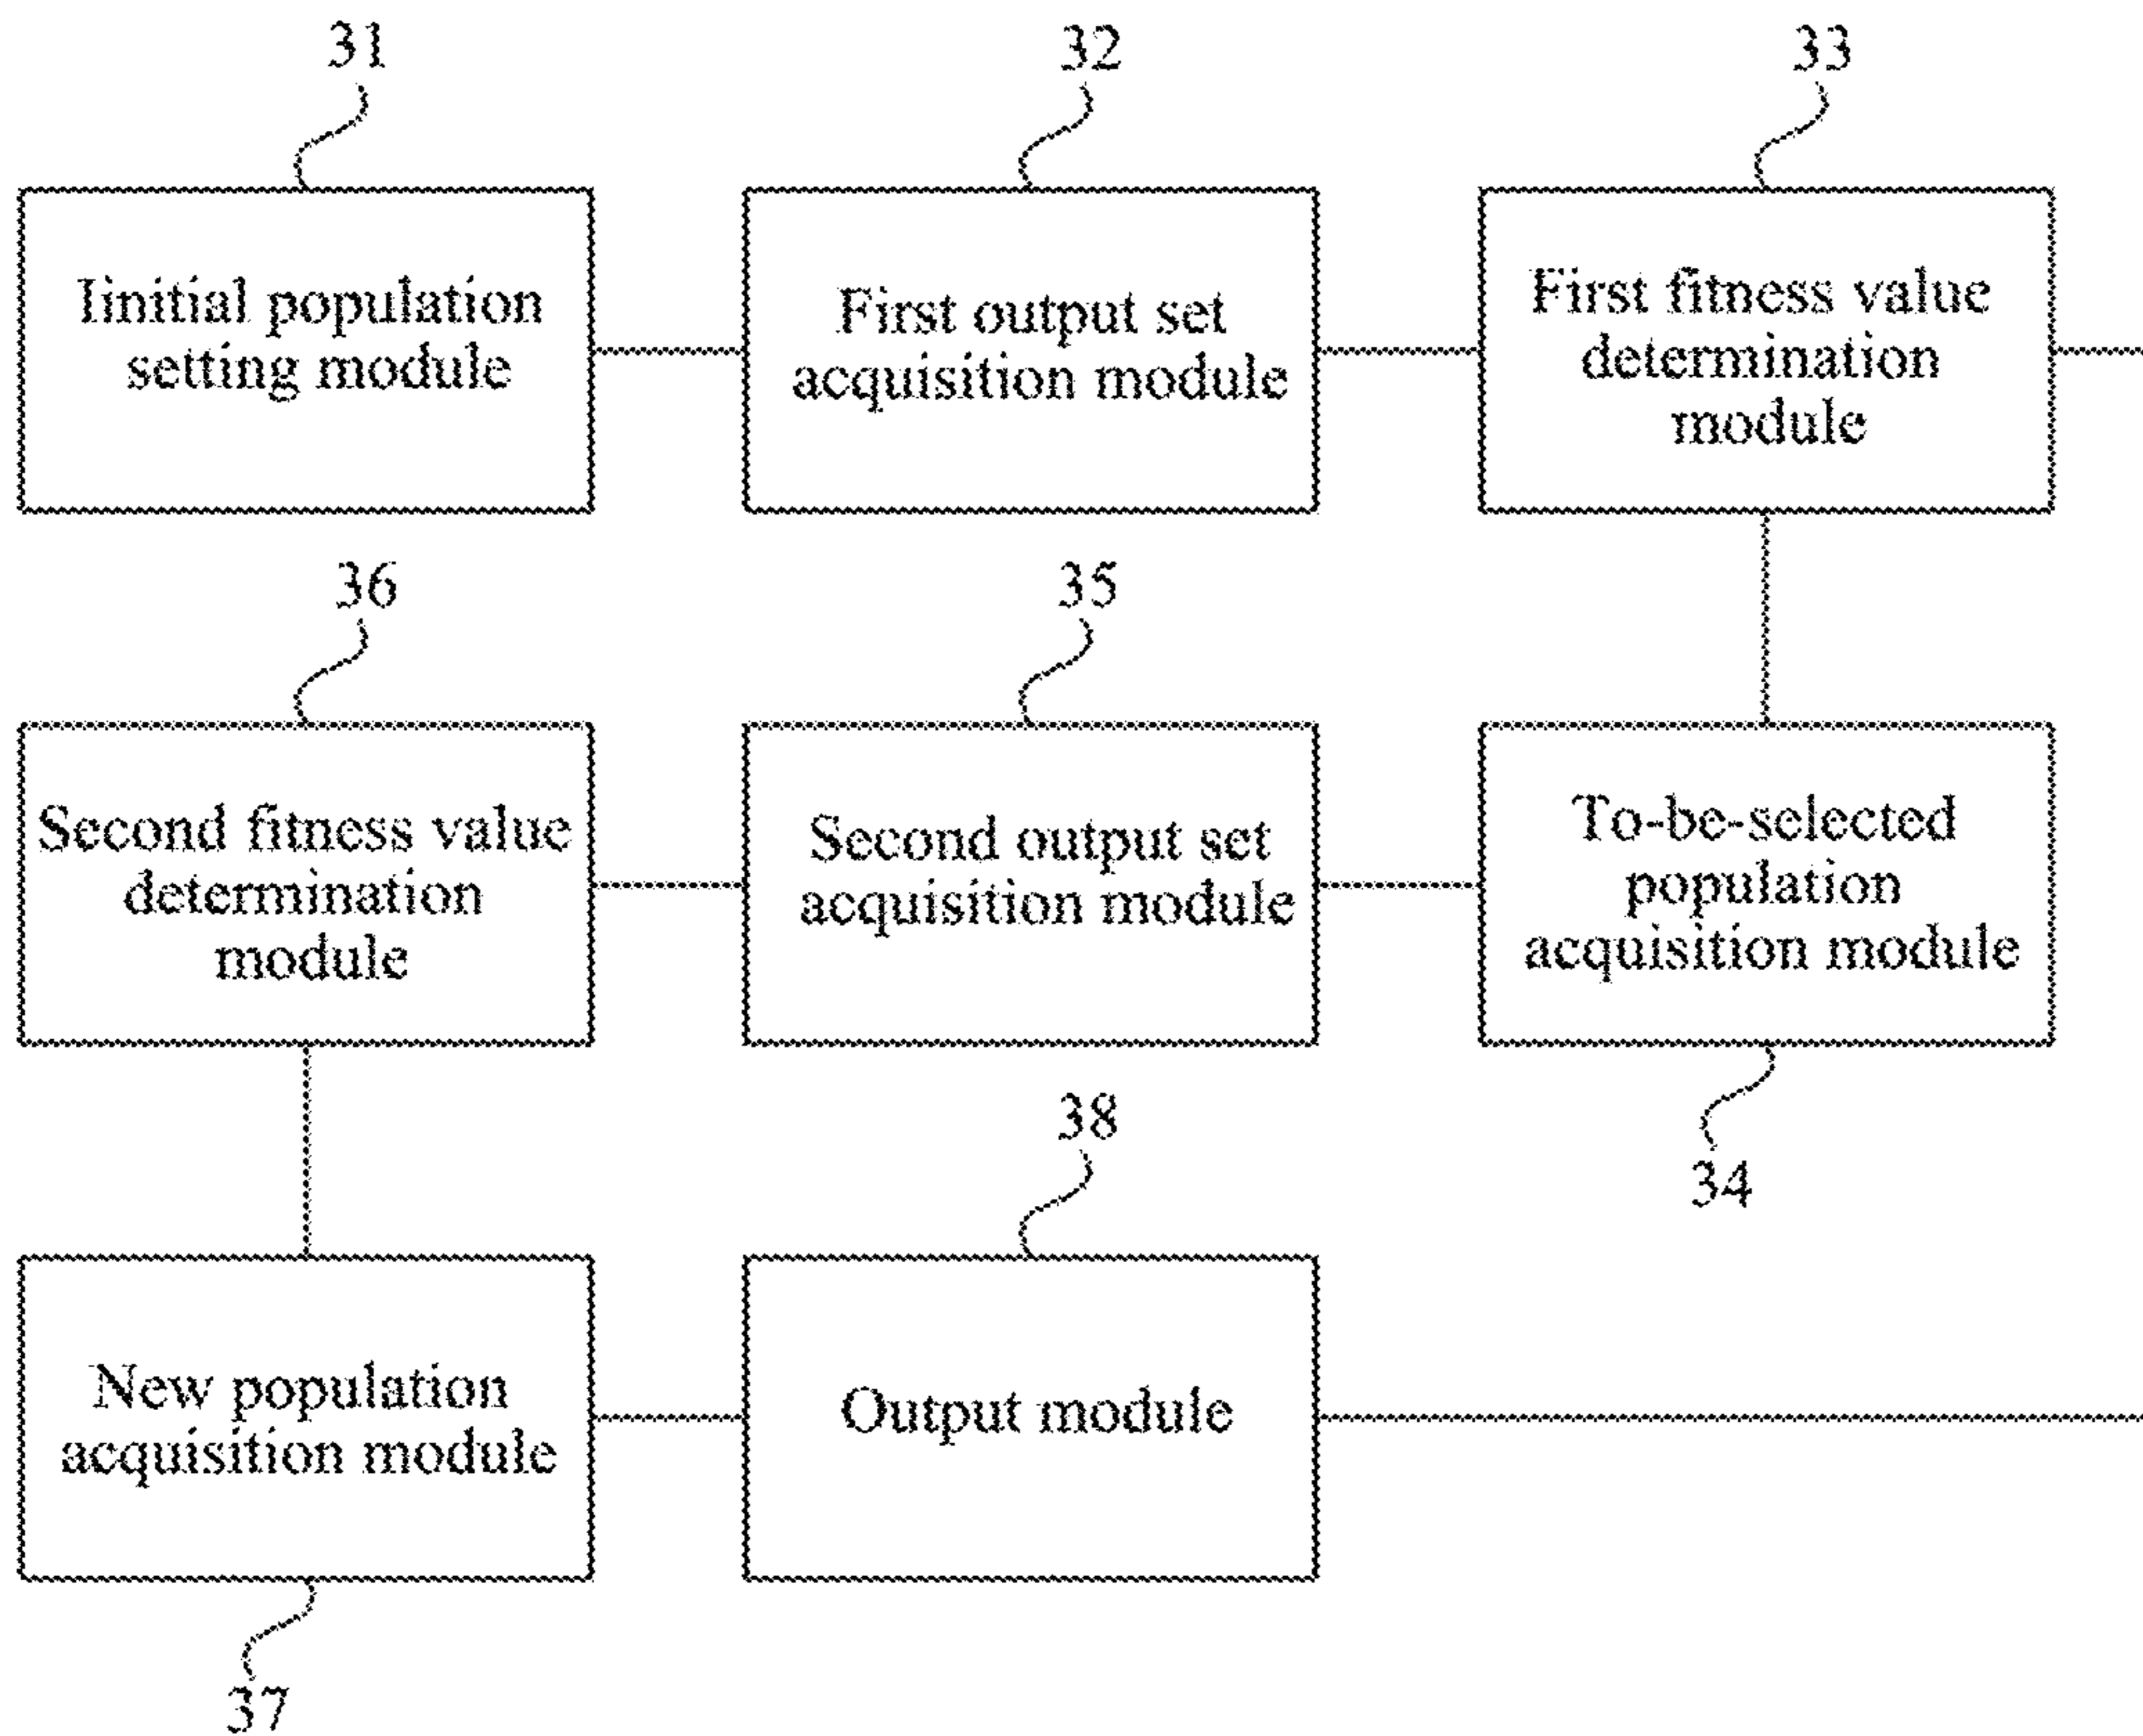 31
32
33
Iinitial population
setting module
First output set
acquisition module
First fitness value
determination
module
36
35
Second fitness value
determination
module
Second output set
acquisition module
To-be-selected
population
acquisition module
34
38
New population
acquisition module
Output module
37